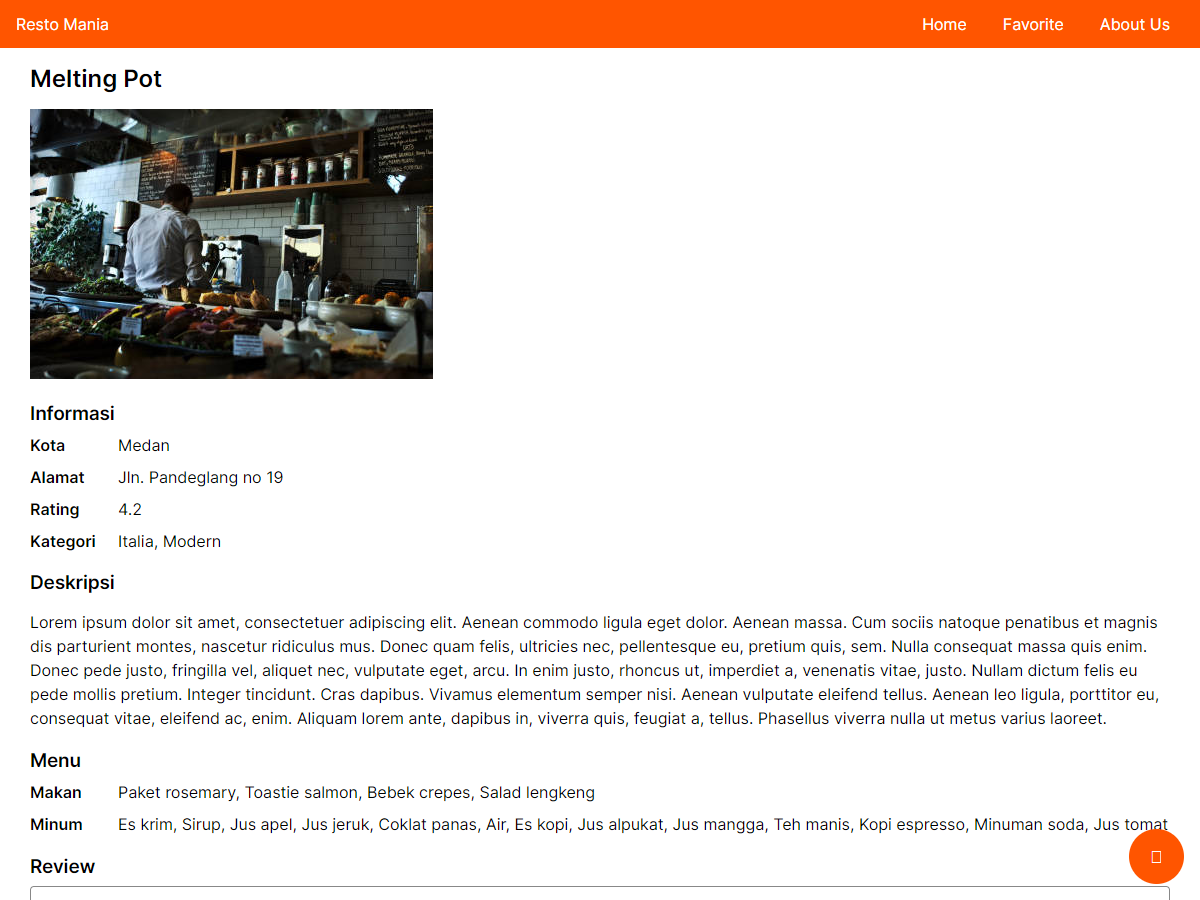 Resto Mania Home Favorite About Us
Melting Pot
Informasi
Kota Medan
Alamat Jln. Pandeglang no 19
Rating 4.2
Kategori Italia, Modern
Deskripsi
Lorem ipsum dolor sit amet, consectetuer adipiscing elit. Aenean commodo ligula eget dolor. Aenean massa. Cum sociis natoque penatibus et magnis
dis parturient montes, nascetur ridiculus mus. Donec quam felis, ultricies nec, pellentesque eu, pretium quis, sem. Nulla consequat massa quis enim.
Donec pede justo, fringilla vel, aliquet nec, vulputate eget, arcu. In enim justo, rhoncus ut, imperdiet a, venenatis vitae, justo. Nullam dictum felis eu
pede mollis pretium. Integer tincidunt. Cras dapibus. Vivamus elementum semper nisi. Aenean vulputate eleifend tellus. Aenean leo ligula, porttitor eu,
consequat vitae, eleifend ac, enim. Aliquam lorem ante, dapibus in, viverra quis, feugiat a, tellus. Phasellus viverra nulla ut metus varius laoreet.
Menu
Makan Paket rosemary, Toastie salmon, Bebek crepes, Salad lengkeng
Minum Es krim, Sirup, Jus apel, Jus jeruk, Coklat panas, Air, Es kopi, Jus alpukat, Jus mangga, Teh manis, Kopi espresso, Minuman soda, Jus tomat
Review